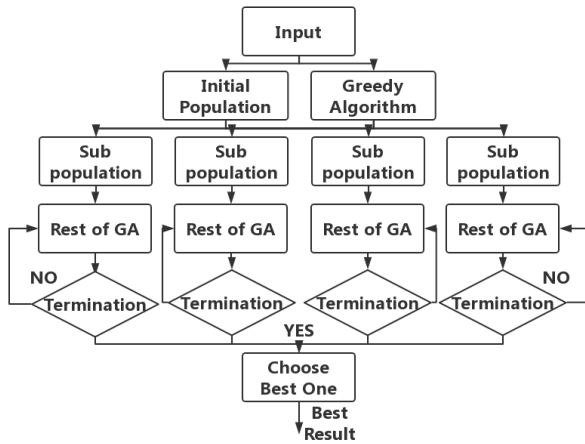 Input
Initial
Population
Greedy
Algorithm
Sub
population
Sub
population
Sub
population
Sub
population
Rest of GA
Rest of GA
Rest of GA
Rest of GA
NO
NO
Termination
Termination
Termination
Termination
YES
Choose
Best One
Best
Result